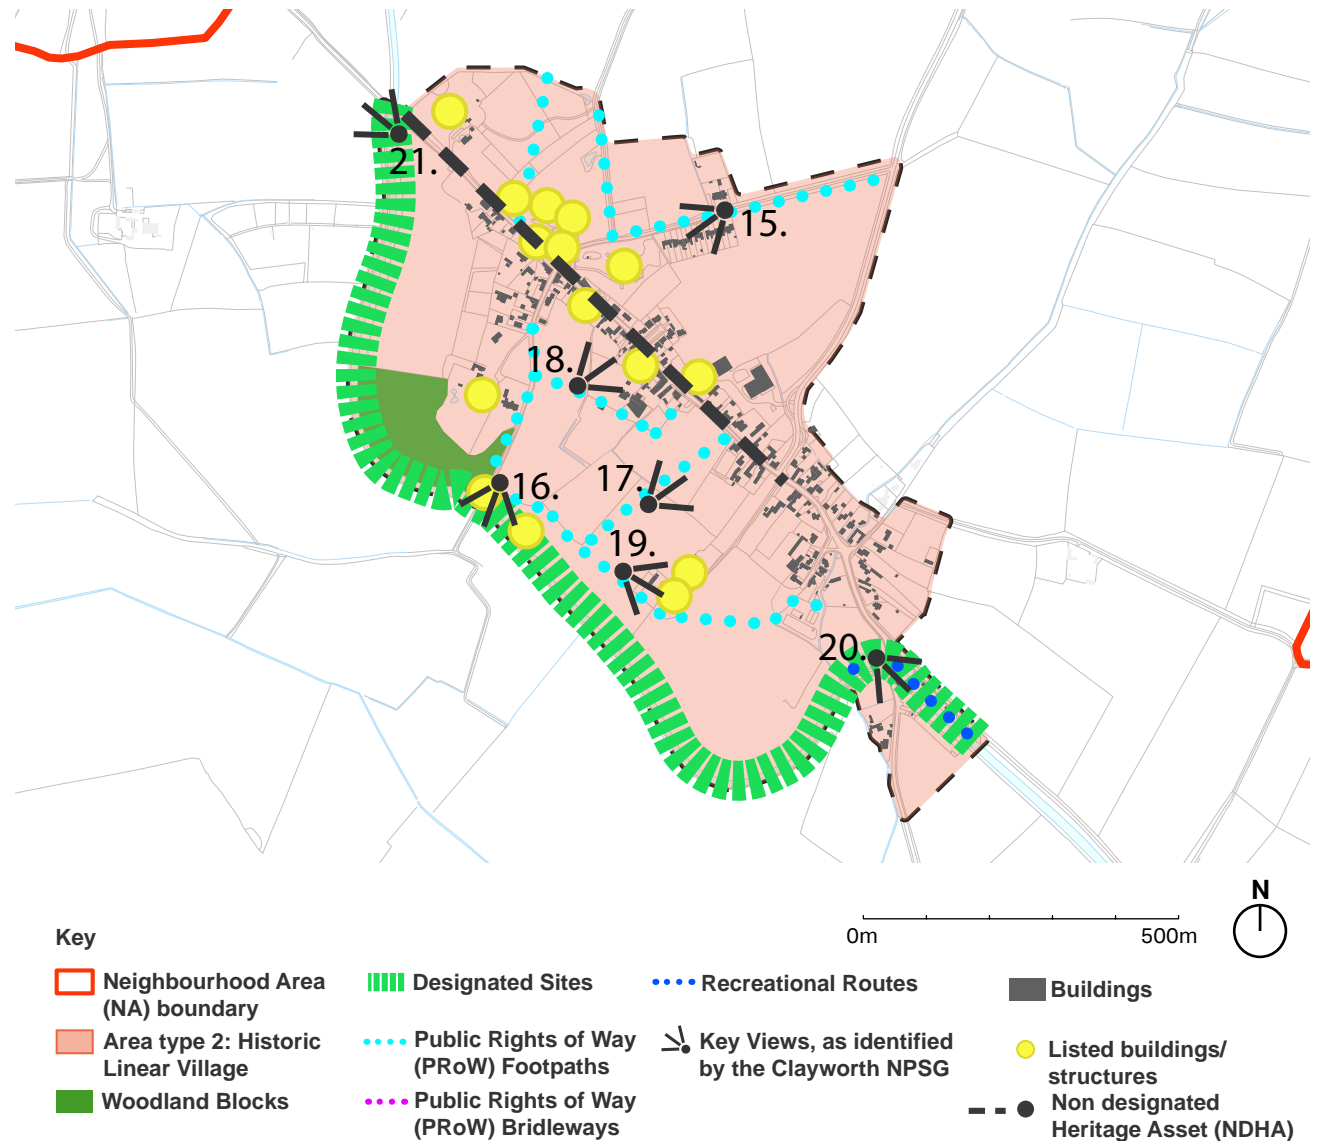 21.
15.
18.
17.
16.
19.
20.
N
0m 500m
Key
Neighbourhood Area
(NA) boundary
Area type 2: Historic
Linear Village
Woodland Blocks
Designated Sites
Public Rights of Way
(PRoW) Footpaths
Public Rights of Way
(PRoW) Bridleways
Recreational Routes
Key Views, as identified
by the Clayworth NPSG
Buildings
Listed buildings/
structures
Non designated
Heritage Asset (NDHA)